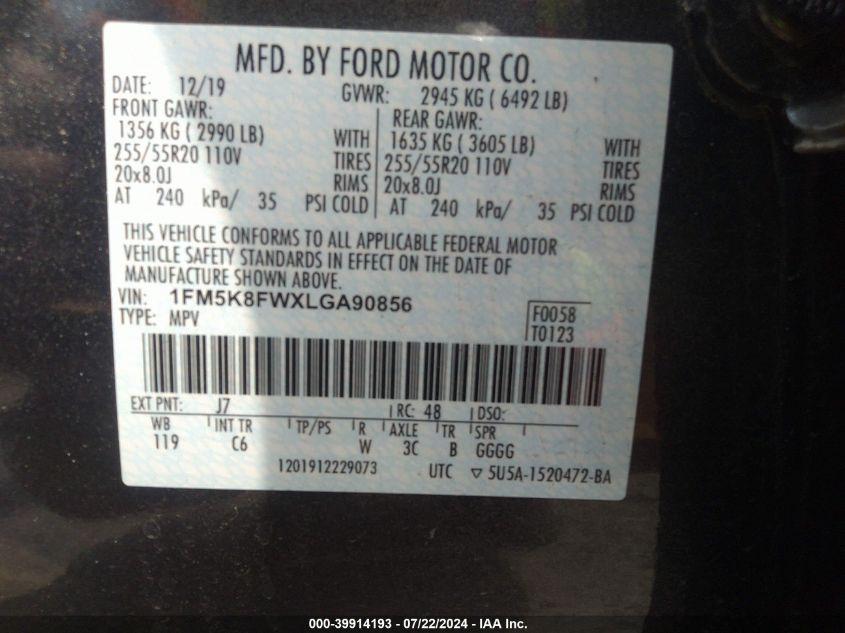 MFD. BY FORD MOTOR CO.
DATE: 12/19 GVWR: 2945 KG ( 6492 LB)
FRONT GAWR: REAR GAWR:
1356 KG ( 2990 LB) WITH 1635 KG ( 3605 LB) WITH
255/55R20 110V TIRES 255/55R20 110V TIRES
20x8.0J RIMS 20x8.0J RIMS
AT 240 kPa/ 35 PSI COLD AT 240 kPa/ 35 PSI COLD
THIS VEHICLE CONFORMS TO ALL APPLICABLE FEDERAL MOTOR
VEHICLE SAFETY STANDARDS IN EFFECT ON THE DATE OF
MANUFACTURE SHOWN ABOVE.
VIN: 1FM5K8FWXLGA90856 F0058
TYPE: MPV T0123
EXT PNT: J7 RC: 48 DSO:
WB INT TR TP/PS R AXLE TR SPR
119 C6 W 3C B GGGG
1201912229073 UTC ▽ 5U5A-1520472-BA
000-39914193 - 07/22/2024 - IAA Inc.